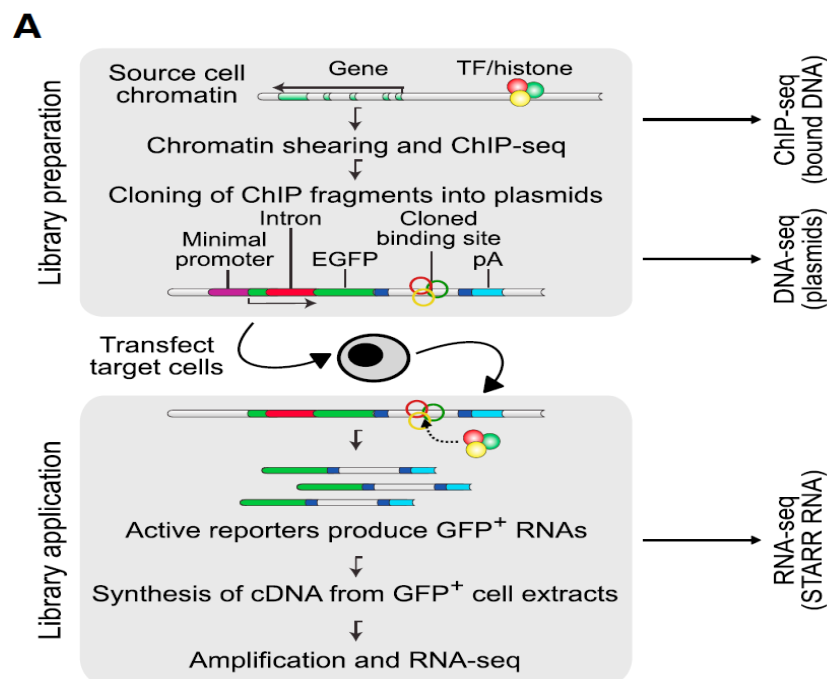 A
Library preparation
Source cell
chromatin
Gene
TF/histone
Chromatin shearing and ChIP-seq
Cloning of ChIP fragments into plasmids
Minimal
promoter
Intron
EGFP
Cloned
binding site
pA
ChIP-seq
(bound DNA)
DNA-seq
(plasmids)
Transfect
target cells
Library application
Active reporters produce GFP⁺ RNAs
Synthesis of cDNA from GFP⁺ cell extracts
Amplification and RNA-seq
RNA-seq
(STARR RNA)